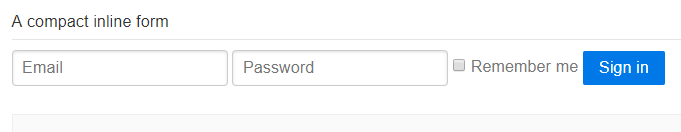 A compact inline form
Email Password Remember me Sign in